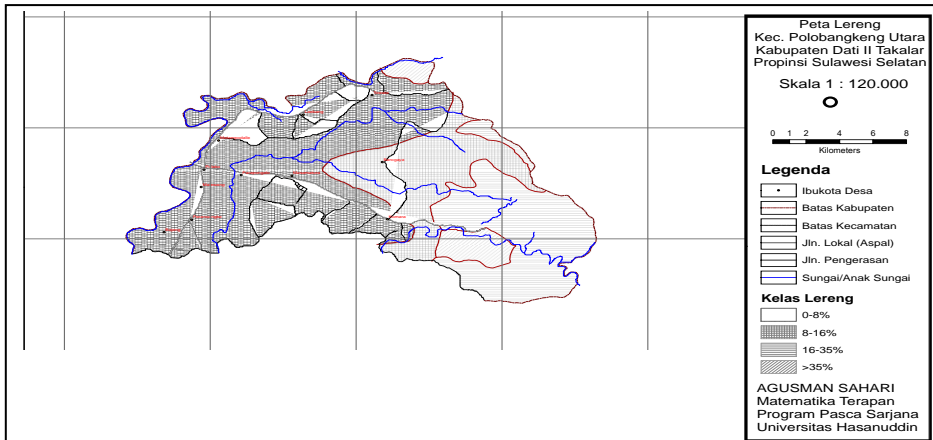 Peta Lereng
Kec. Polobangkeng Utara
Kabupaten Dati II Takalar
Propinsi Sulawesi Selatan
Skala 1 : 120.000
0 1 2 4 6 8
Kilometers
Legenda
Ibukota Desa
Batas Kabupaten
Batas Kecamatan
Jln. Lokal (Aspal)
Jln. Pengerasan
Sungai/Anak Sungai
Kelas Lereng
0-8%
8-16%
16-35%
>35%
AGUSMAN SAHARI
Matematika Terapan
Program Pasca Sarjana
Universitas Hasanuddin